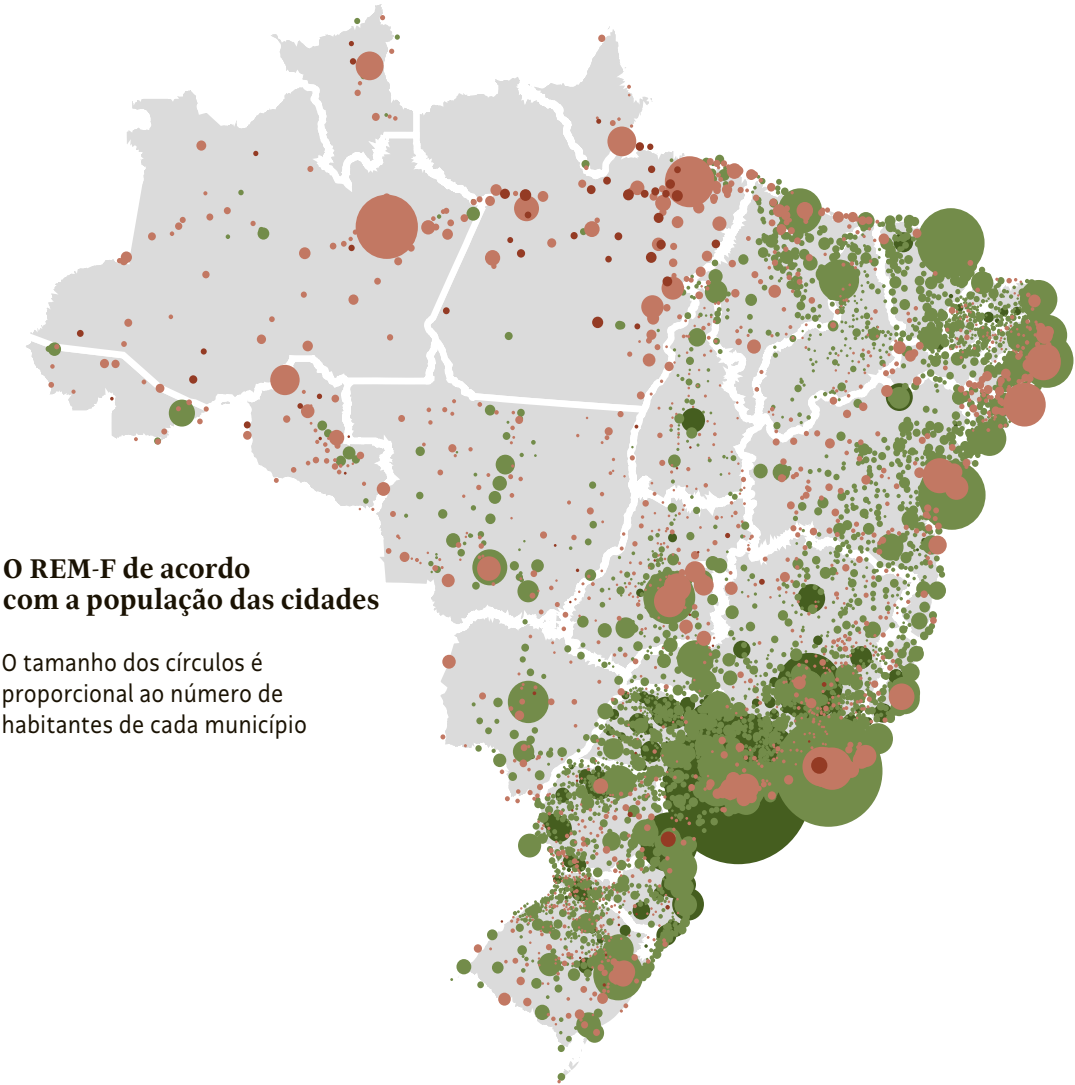 O REM-F de acordo
com a população das cidades
O tamanho dos círculos é
proporcional ao número de
habitantes de cada município